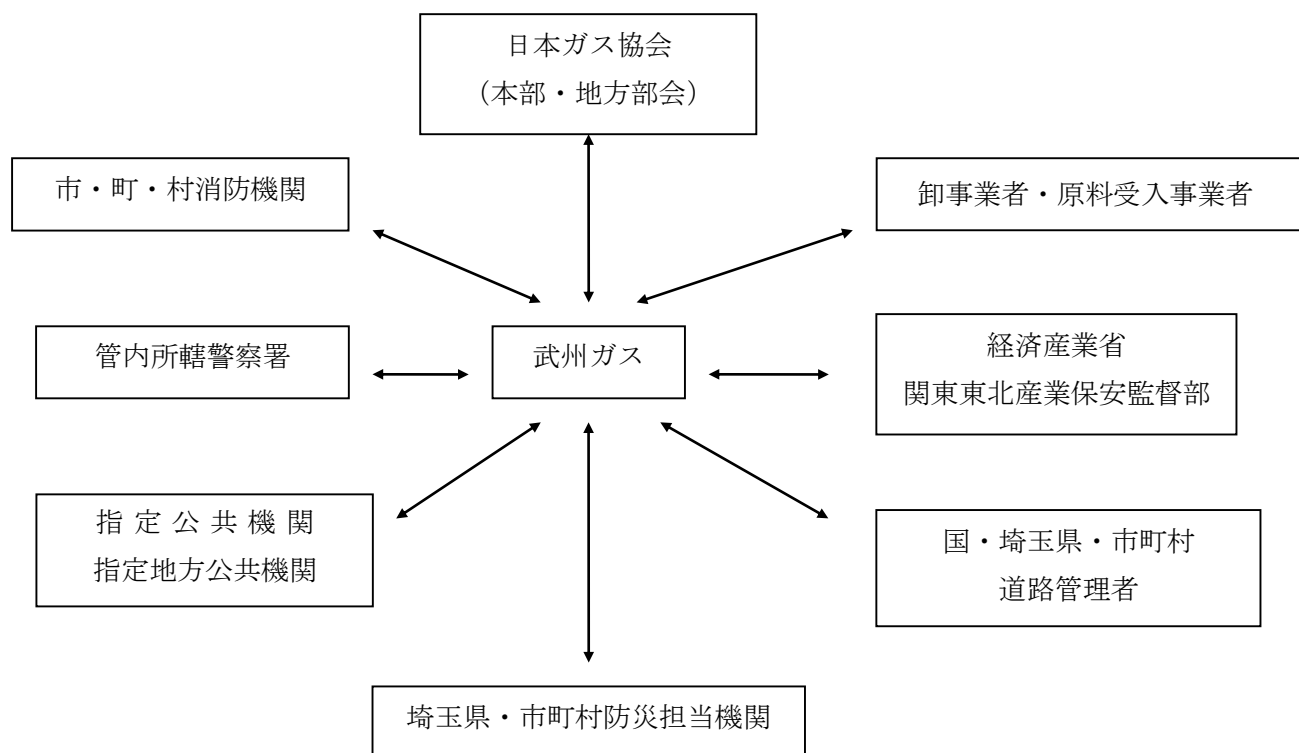 日本ガス協会
（本部・地方部会）
市・町・村消防機関
卸事業者・原料受入事業者
管内所轄警察署
武州ガス
経済産業省
関東東北産業保安監督部
指 定 公 共 機 関
指定地方公共機関
国・埼玉県・市町村
道路管理者
埼玉県・市町村防災担当機関